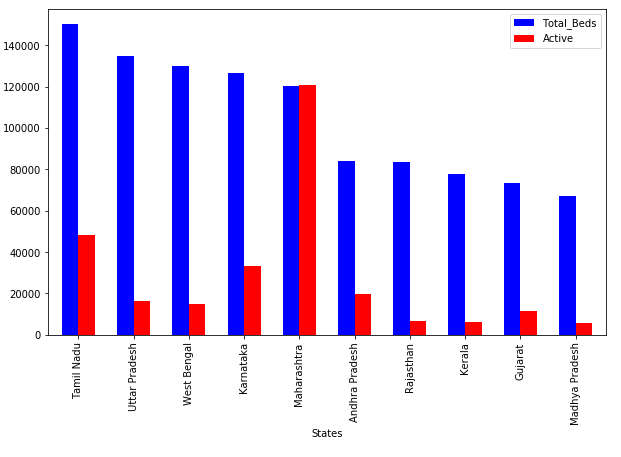 Total_Beds
Active
140000
120000
100000
80000
60000
40000
20000
0
Tamil Nadu
Uttar Pradesh
West Bengal
Karnataka
Maharashtra
Andhra Pradesh
Rajasthan
Kerala
Gujarat
Madhya Pradesh
States